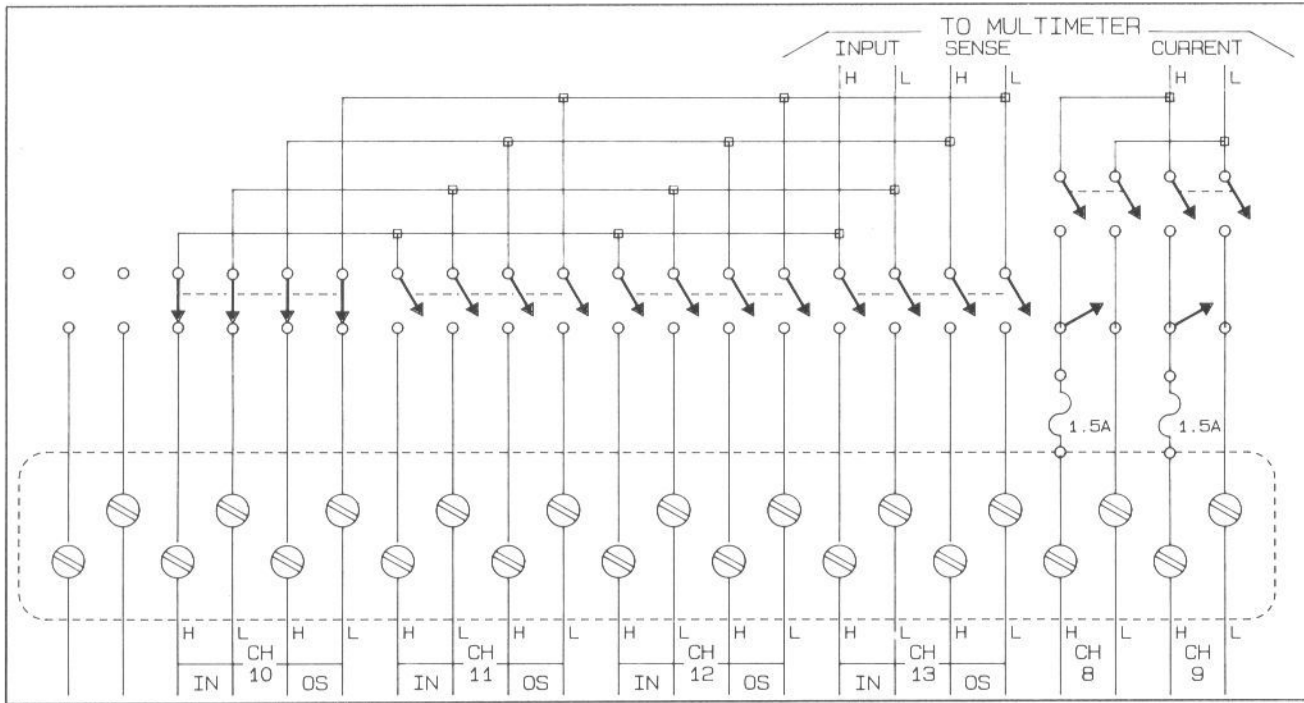 TO MULTIMETER
INPUT SENSE CURRENT
H L H L H L
1.5A 1.5A
H L H L H L H L H L H L H L H L H L H L
CH CH CH CH CH CH
10 11 12 13 8 9
IN OS IN OS IN OS IN OS